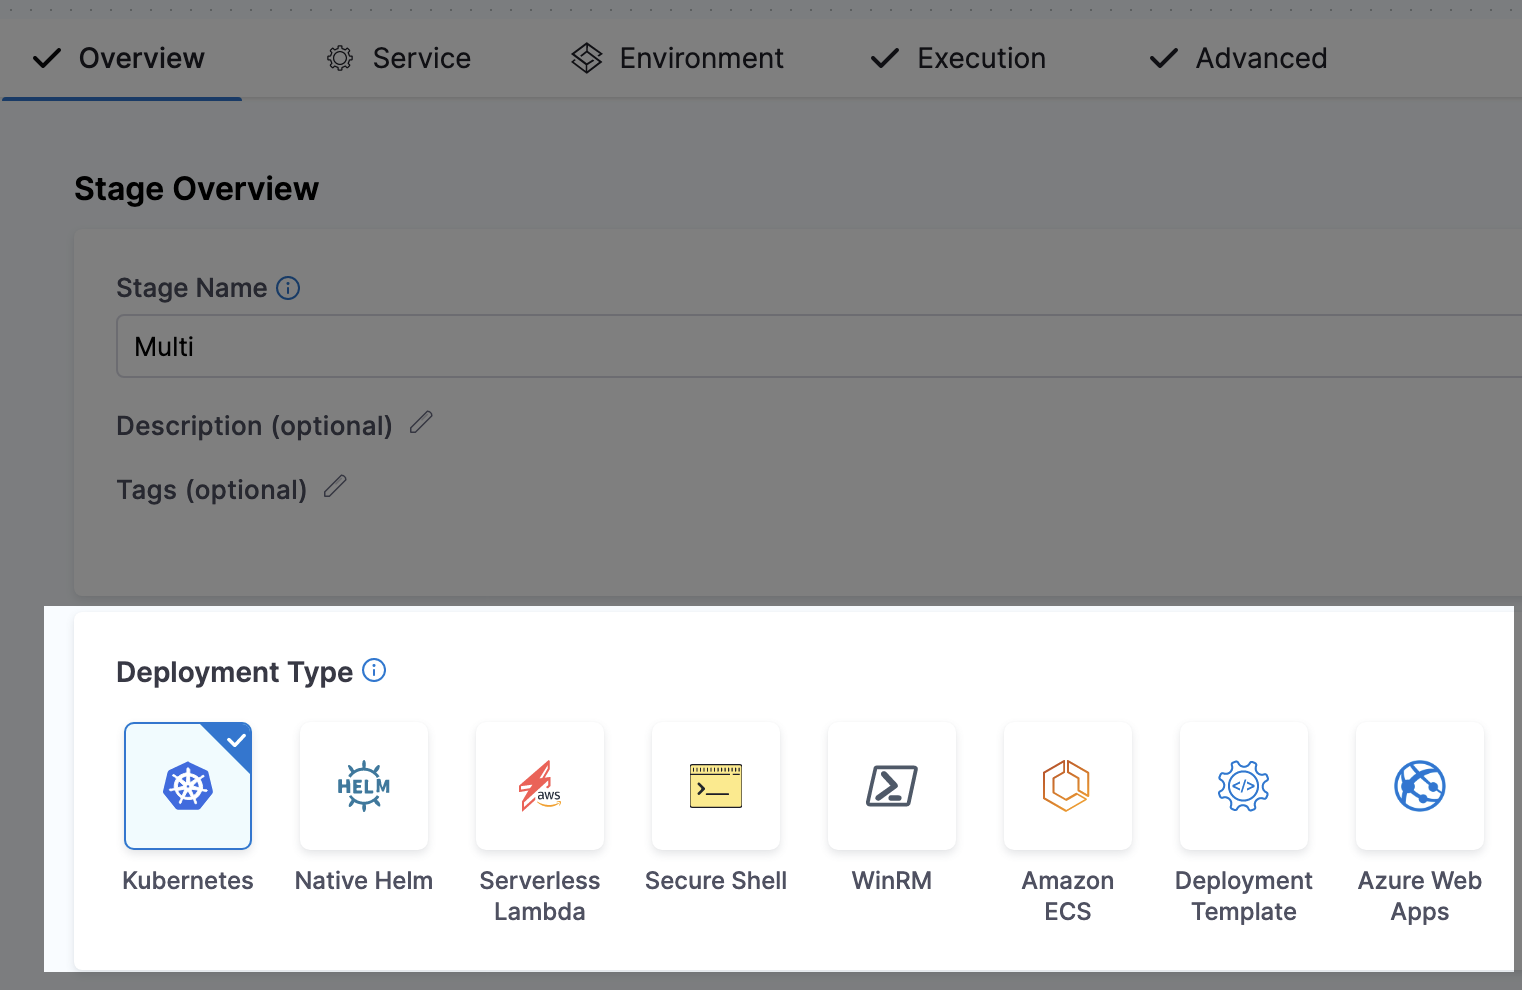 Overview Service Environment Execution Advanced
Stage Overview
Stage Name
Multi
Description (optional)
Tags (optional)
Deployment Type
HELM
aws
>_
</>
Kubernetes Native Helm Serverless Lambda Secure Shell WinRM Amazon ECS Deployment Template Azure Web Apps